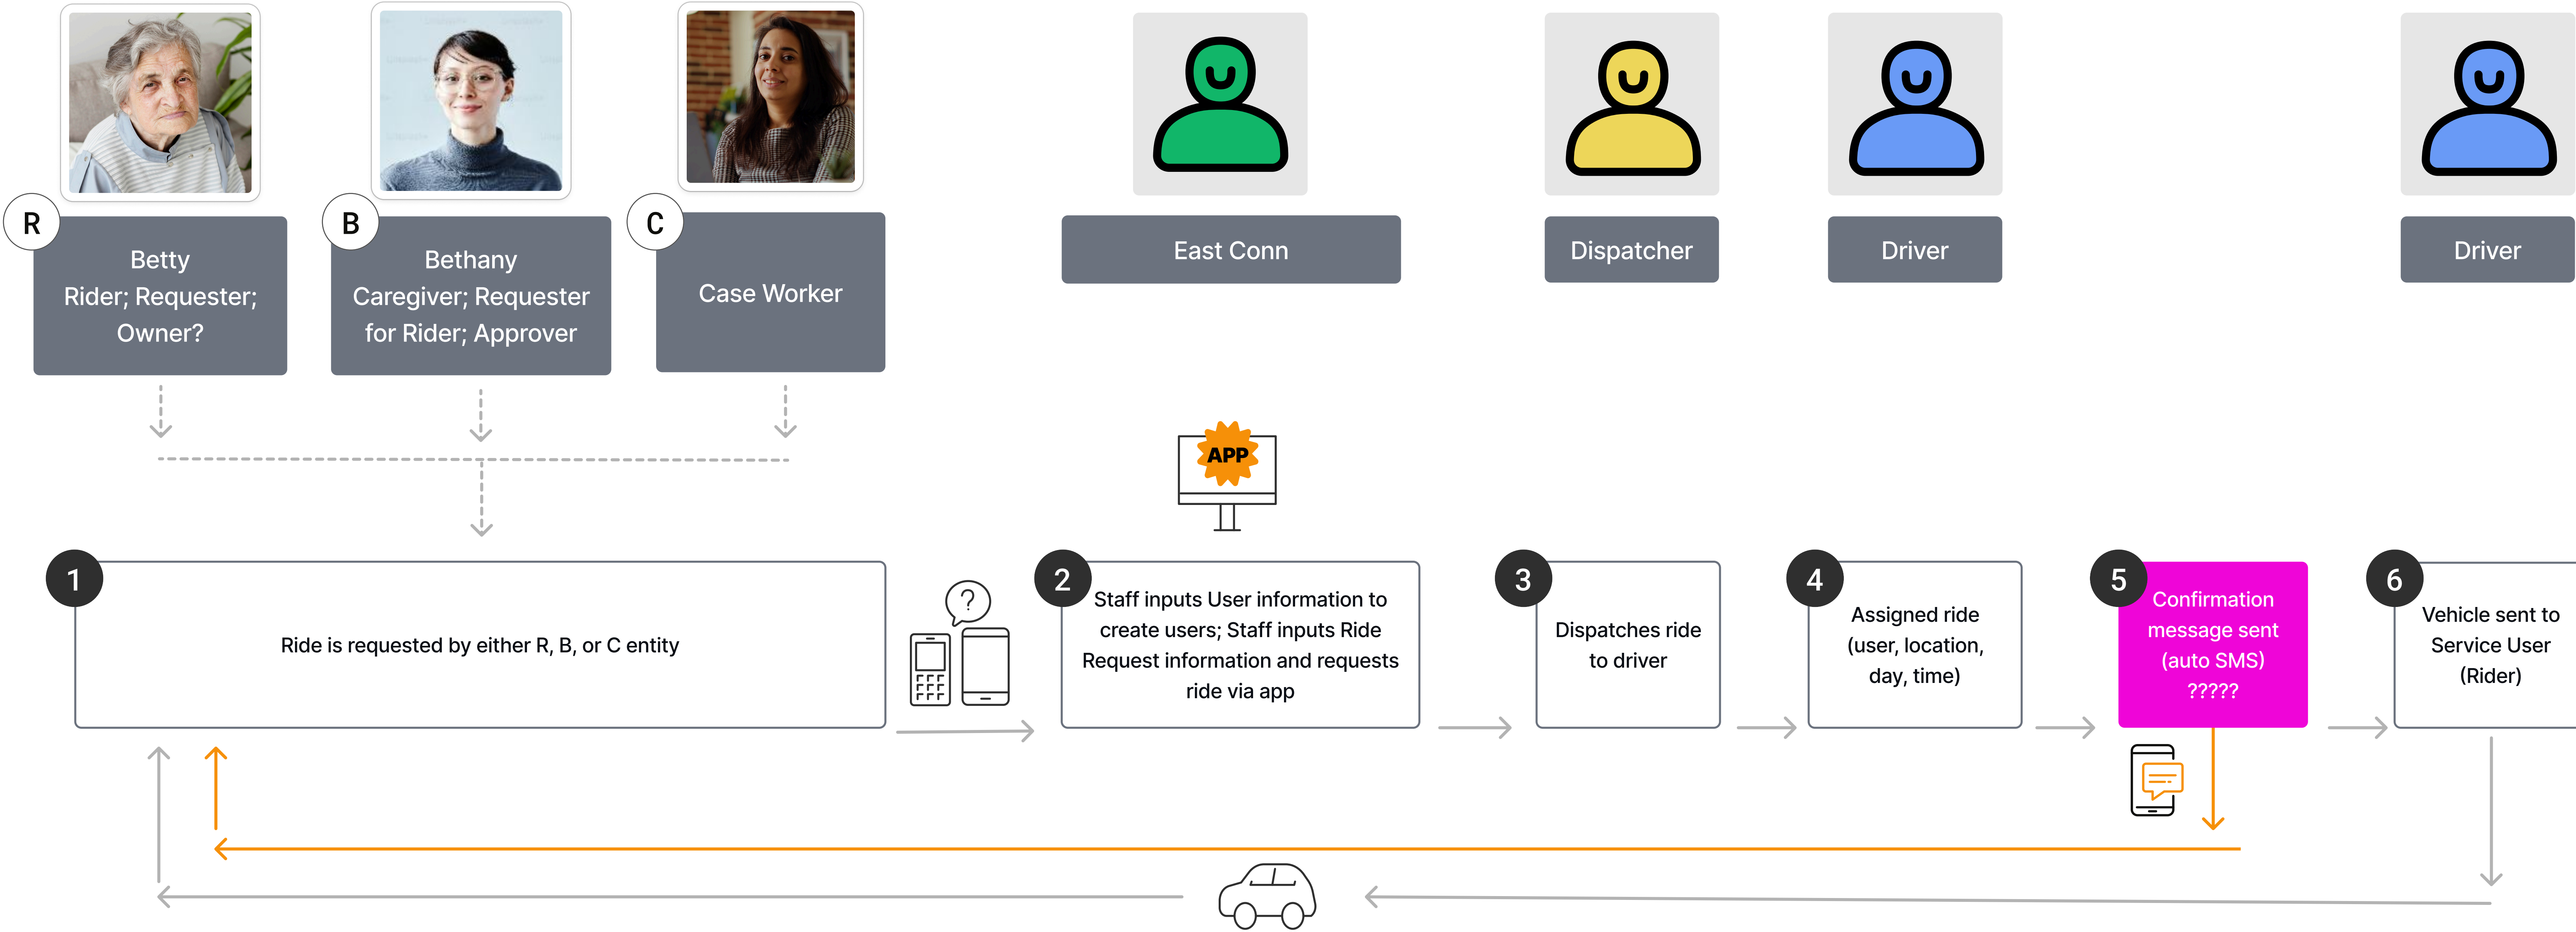 R
Betty
Rider; Requester;
Owner?
B
Bethany
Caregiver; Requester
for Rider; Approver
C
Case Worker
East Conn
Dispatcher
Driver
Driver
APP
1
Ride is requested by either R, B, or C entity
?
2
Staff inputs User information to
create users; Staff inputs Ride
Request information and requests
ride via app
3
Dispatches ride
to driver
4
Assigned ride
(user, location,
day, time)
5
Confirmation
message sent
(auto SMS)
?????
6
Vehicle sent to
Service User
(Rider)